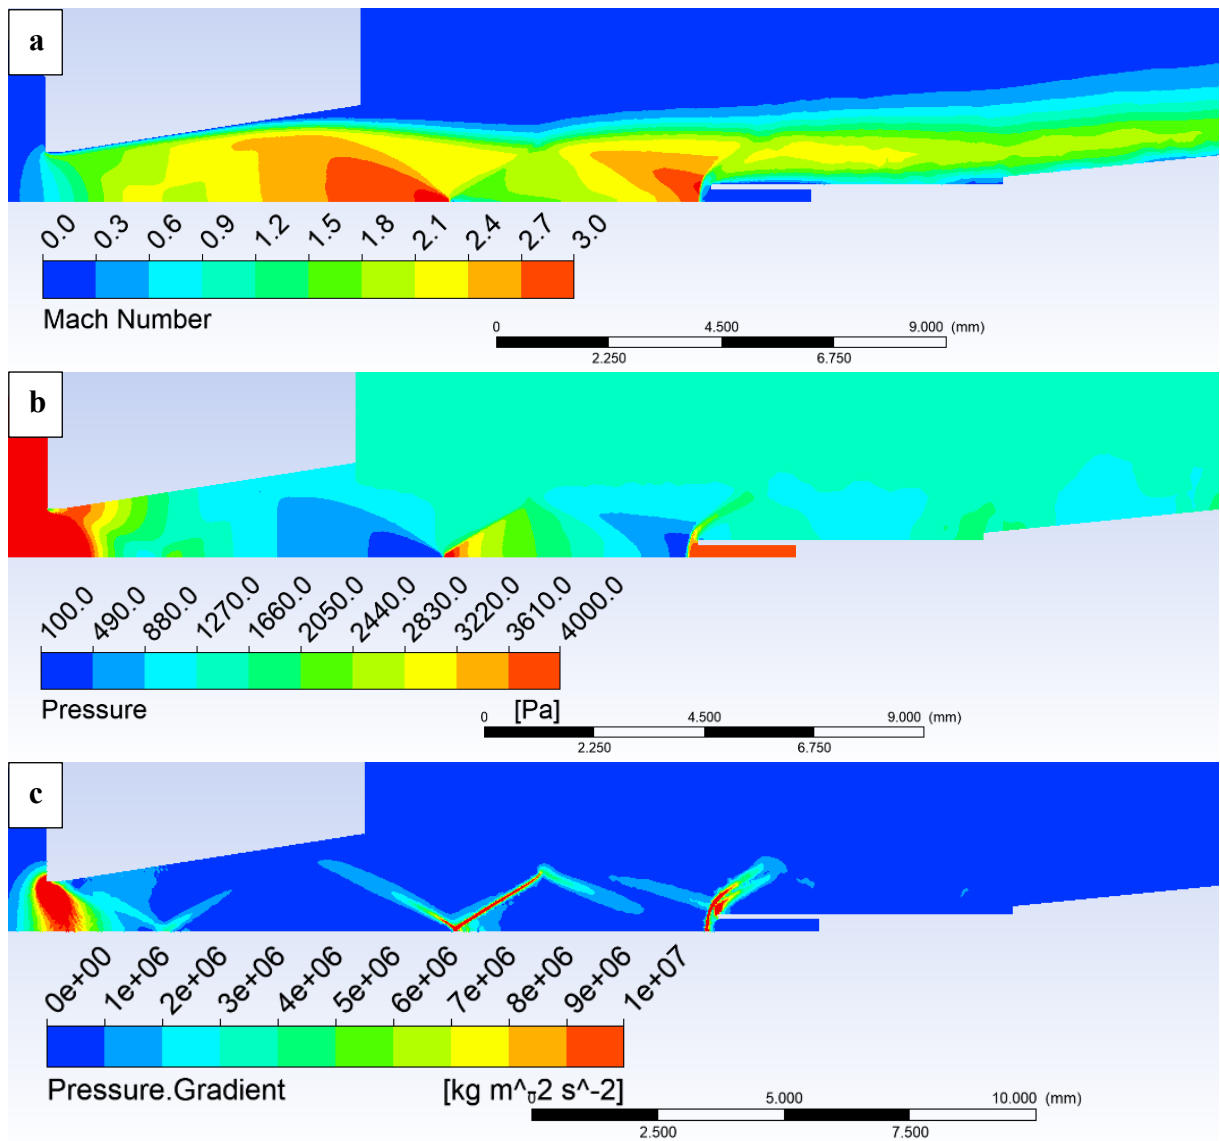 a
0.0 0.3 0.6 0.9 1.2 1.5 1.8 2.1 2.4 2.7 3.0
Mach Number
0 4.500 9.000 (mm)
2.250 6.750
b
100.0 490.0 880.0 1270.0 1660.0 2050.0 2440.0 2830.0 3220.0 3610.0 4000.0
Pressure [Pa]
0 4.500 9.000 (mm)
2.250 6.750
c
0e+00 1e+06 2e+06 3e+06 4e+06 5e+06 6e+06 7e+06 8e+06 9e+06 1e+07
Pressure.Gradient [kg m^-2 s^-2]
0 5.000 10.000 (mm)
2.500 7.500